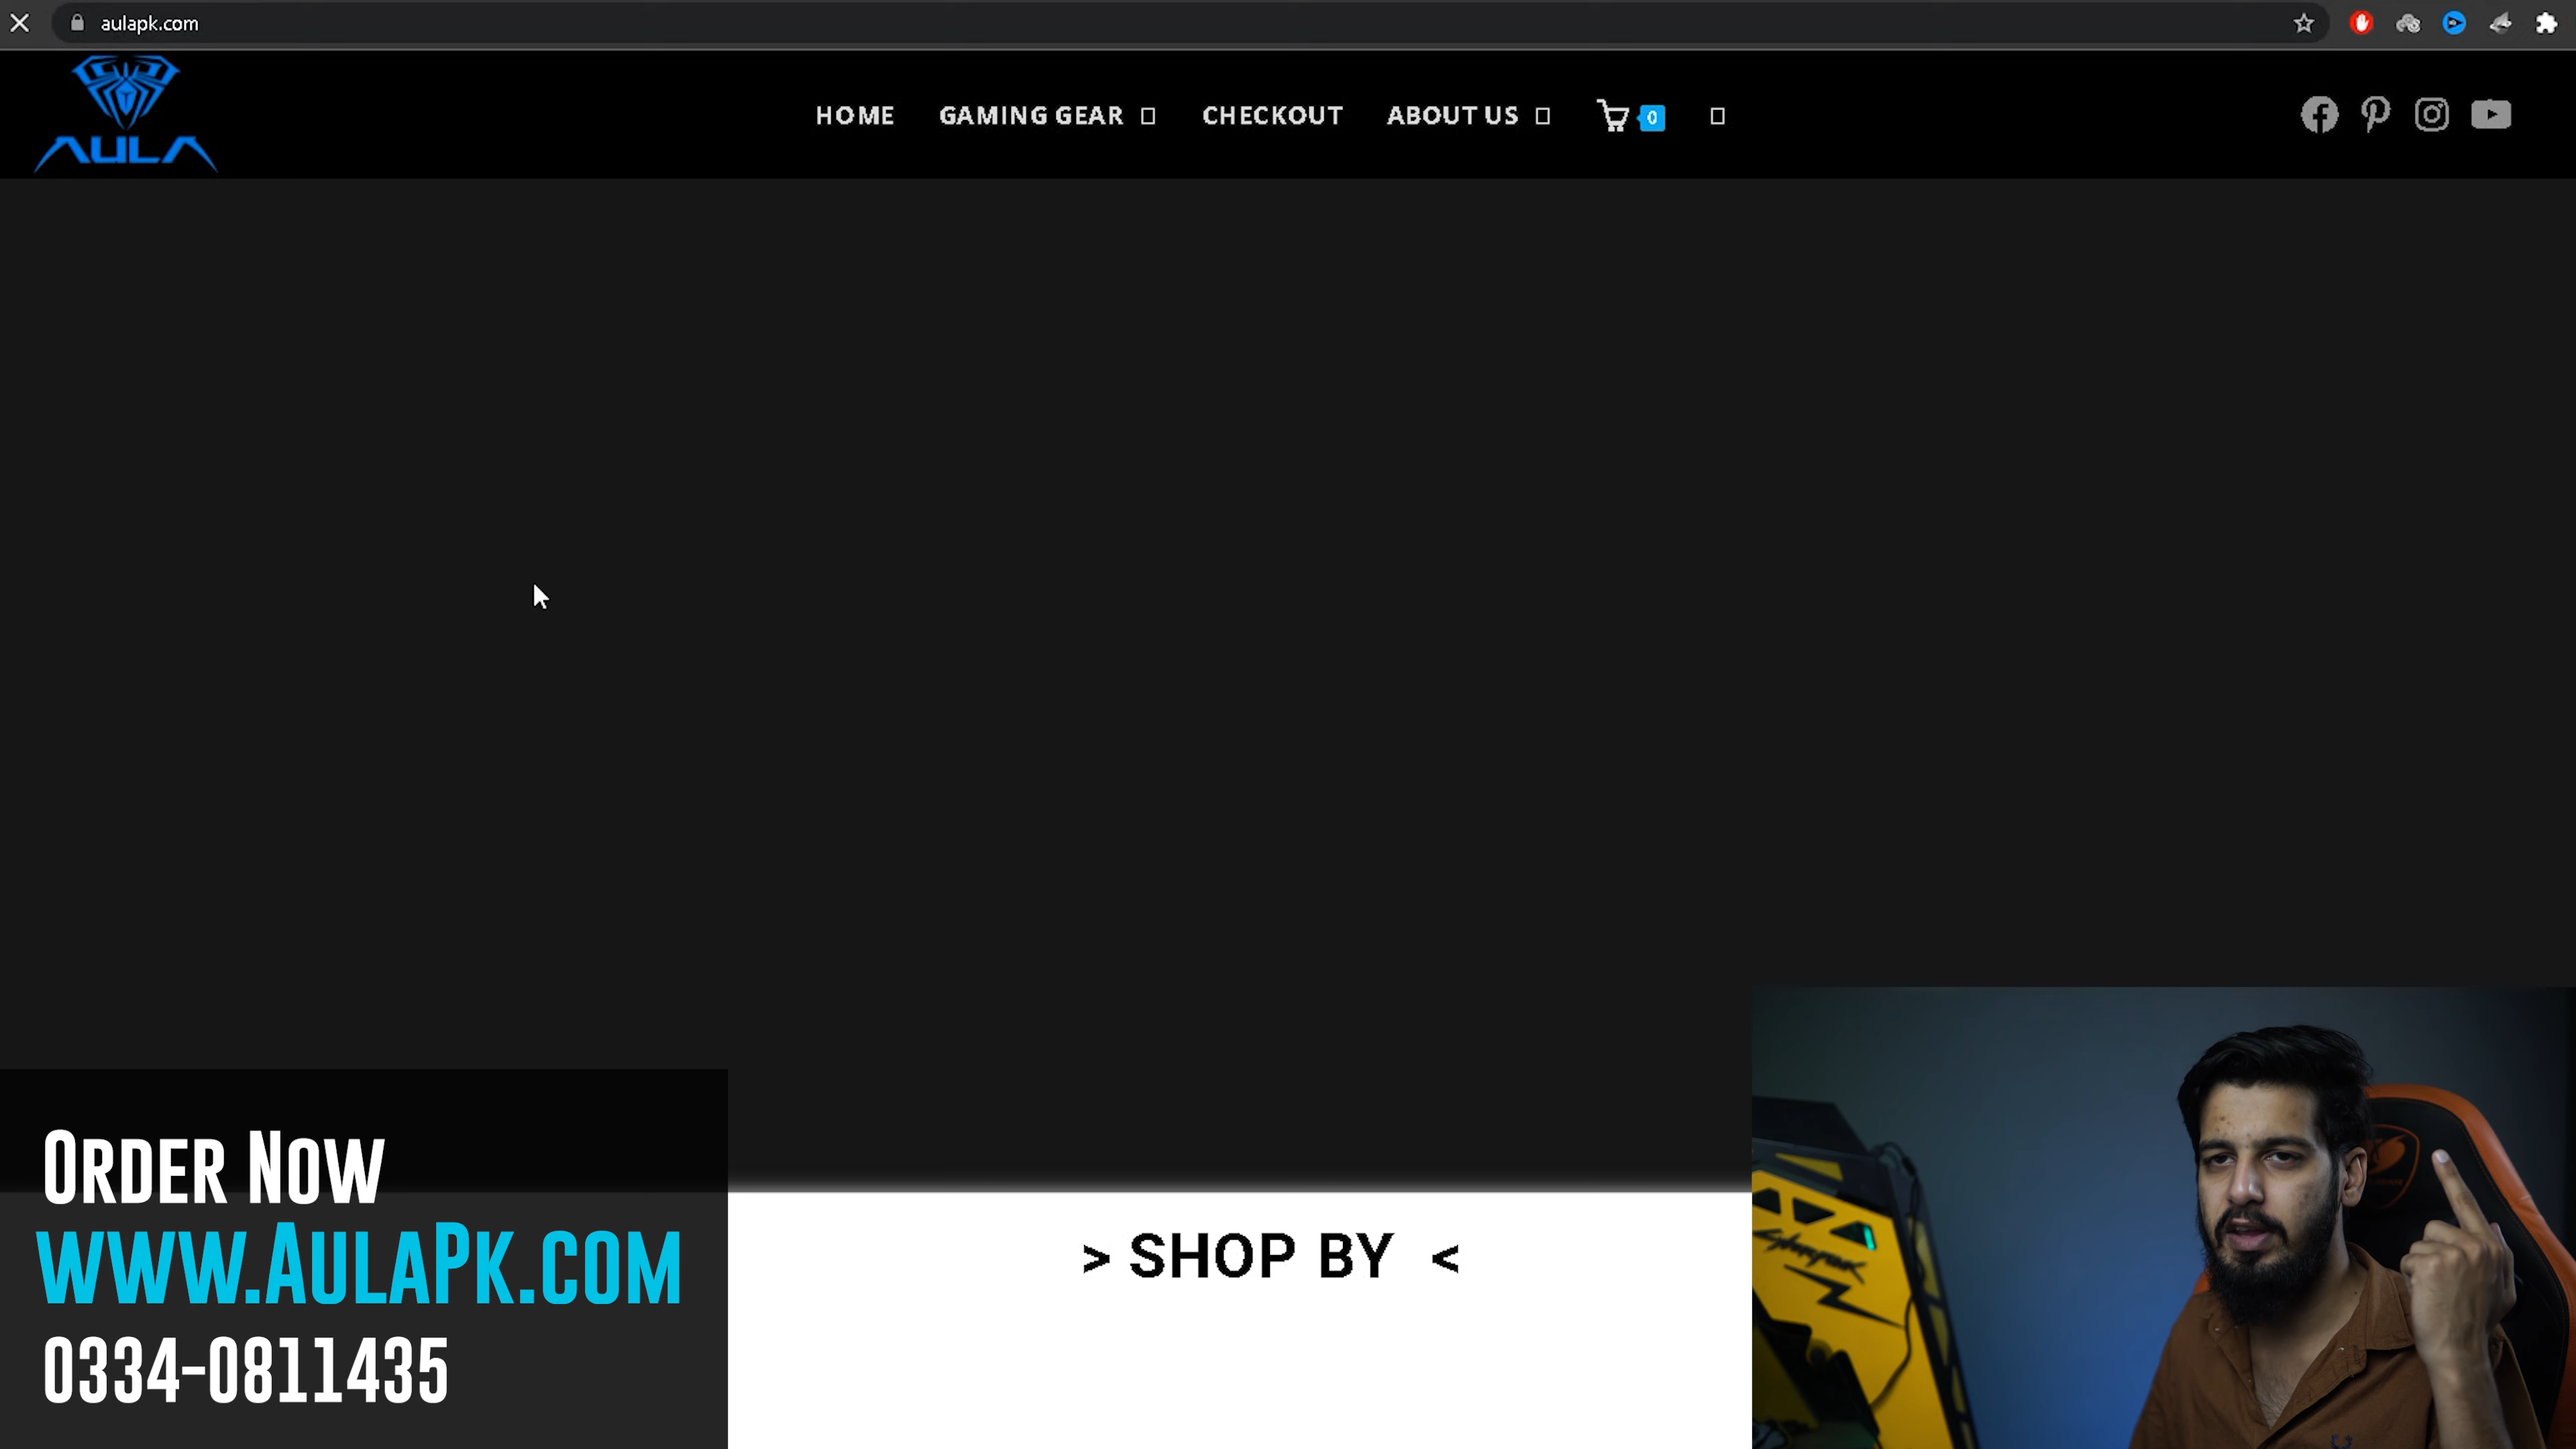 aulapk.com
AULA
HOME GAMING GEAR CHECKOUT ABOUT US 0
> SHOP BY <
ORDER NOW
WWW.AULAPK.COM
0334-0811435
Cyberpunk